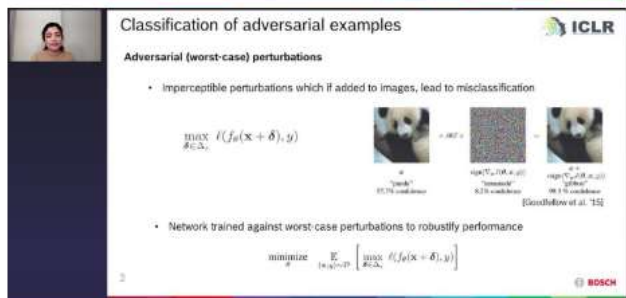 Classification of adversarial examples
ICLR
Adversarial (worst-case) perturbations
• Imperceptible perturbations which if added to images, lead to misclassification
max ℓ(f_θ(x + δ), y)
δ∈Δ
"panda"
57.7% confidence
sign(∇ₓJ(θ, x, y))
"nematode"
8.2% confidence
"gibbon"
99.3 % confidence
[Goodfellow et al. '15]
• Network trained against worst-case perturbations to robustify performance
minimize E [ max ℓ(f_θ(x + δ), y) ]
θ (x,y)∼D δ∈Δ
2
BOSCH